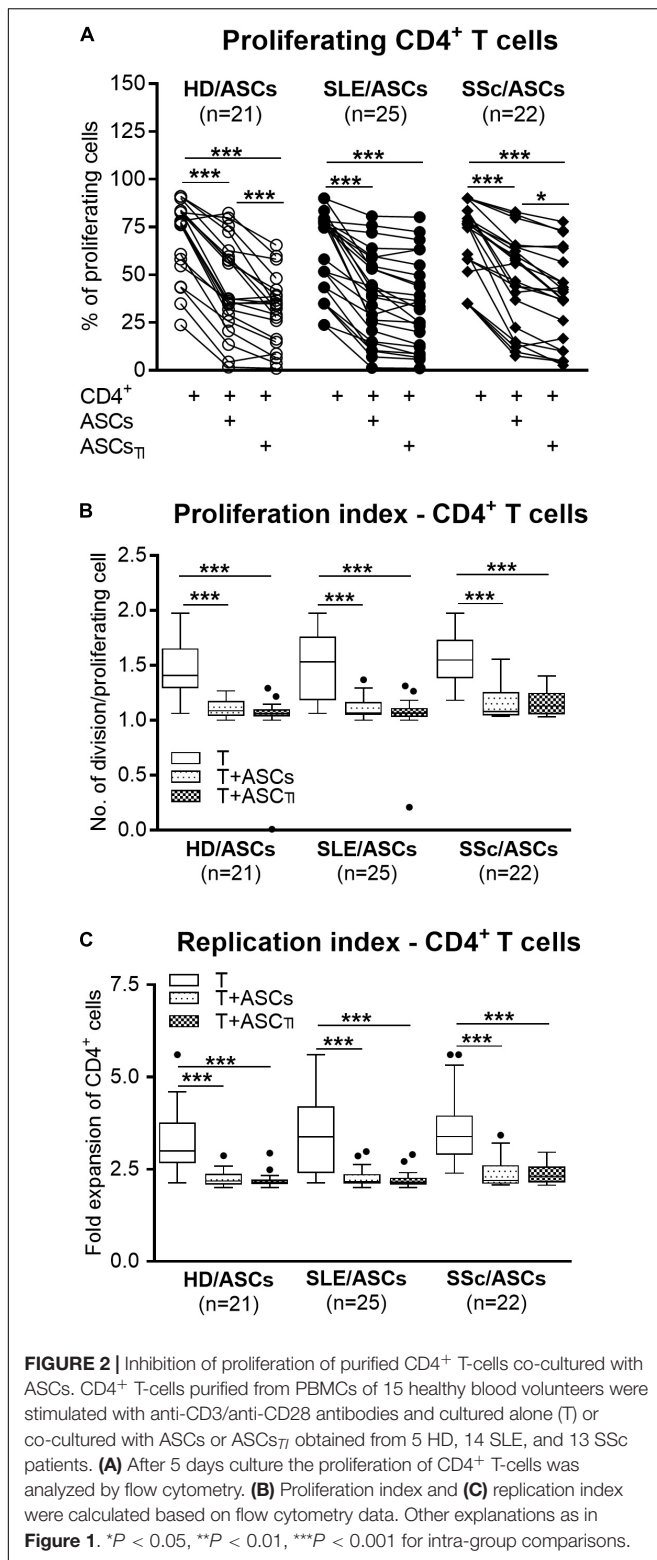 A
Proliferating CD4+ T cells
HD/ASCs SLE/ASCs SSc/ASCs
(n=21) (n=25) (n=22)
% of proliferating cells
150
125
100
75
50
25
0
*** *** ***
*** *** ***
*** *
CD4+ + + + + + + + + +
ASCs + + +
ASCsTI + + +
B
Proliferation index - CD4+ T cells
No. of division/proliferating cell
2.5
2.0
1.5
1.0
0.5
0.0
*** *** ***
*** *** ***
T
T+ASCs
T+ASCTI
HD/ASCs SLE/ASCs SSc/ASCs
(n=21) (n=25) (n=22)
C
Replication index - CD4+ T cells
Fold expansion of CD4+ cells
7.5
5.0
2.5
0.0
T
T+ASCs
T+ASCTI
*** *** ***
*** *** ***
HD/ASCs SLE/ASCs SSc/ASCs
(n=21) (n=25) (n=22)
FIGURE 2 | Inhibition of proliferation of purified CD4+ T-cells co-cultured with
ASCs. CD4+ T-cells purified from PBMCs of 15 healthy blood volunteers were
stimulated with anti-CD3/anti-CD28 antibodies and cultured alone (T) or
co-cultured with ASCs or ASCsTI obtained from 5 HD, 14 SLE, and 13 SSc
patients. (A) After 5 days culture the proliferation of CD4+ T-cells was
analyzed by flow cytometry. (B) Proliferation index and (C) replication index
were calculated based on flow cytometry data. Other explanations as in
Figure 1. *P < 0.05, **P < 0.01, ***P < 0.001 for intra-group comparisons.